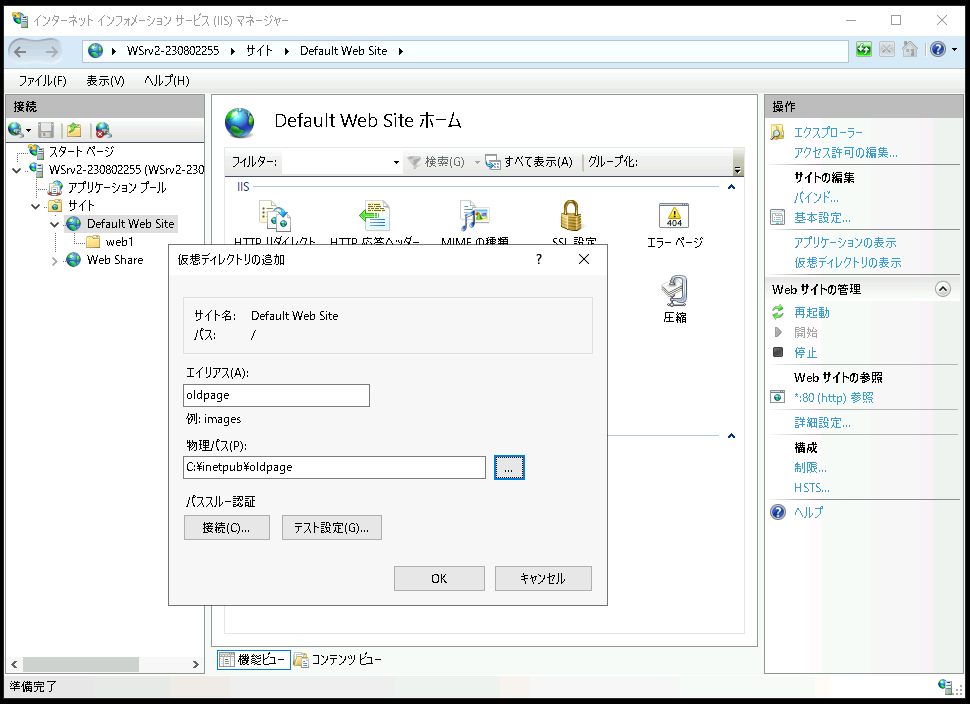 インターネット インフォメーション サービス (IIS) マネージャー
WSrv2-230802255 サイト Default Web Site
ファイル(F) 表示(V) ヘルプ(H)
接続
スタート ページ
WSrv2-230802255 (WSrv2-230
アプリケーション プール
サイト
Default Web Site
web1
Web Share
Default Web Site ホーム
フィルター: 検索(G) すべて表示(A) グループ化:
IIS
HTTP リダイレクト HTTP 応答ヘッダー MIME の種類 SSL 設定 エラー ページ
404
圧縮
仮想ディレクトリの追加
? 
サイト名: Default Web Site
パス: /
エイリアス(A):
oldpage
例: images
物理パス(P):
C:¥inetpub¥oldpage
...
パススルー認証
接続(C)... テスト設定(G)...
OK キャンセル
機能ビュー コンテンツ ビュー
操作
エクスプローラー
アクセス許可の編集...
サイトの編集
バインド...
基本設定...
アプリケーションの表示
仮想ディレクトリの表示
Web サイトの管理
再起動
開始
停止
Web サイトの参照
*:80 (http) 参照
詳細設定...
構成
制限...
HSTS...
ヘルプ
準備完了